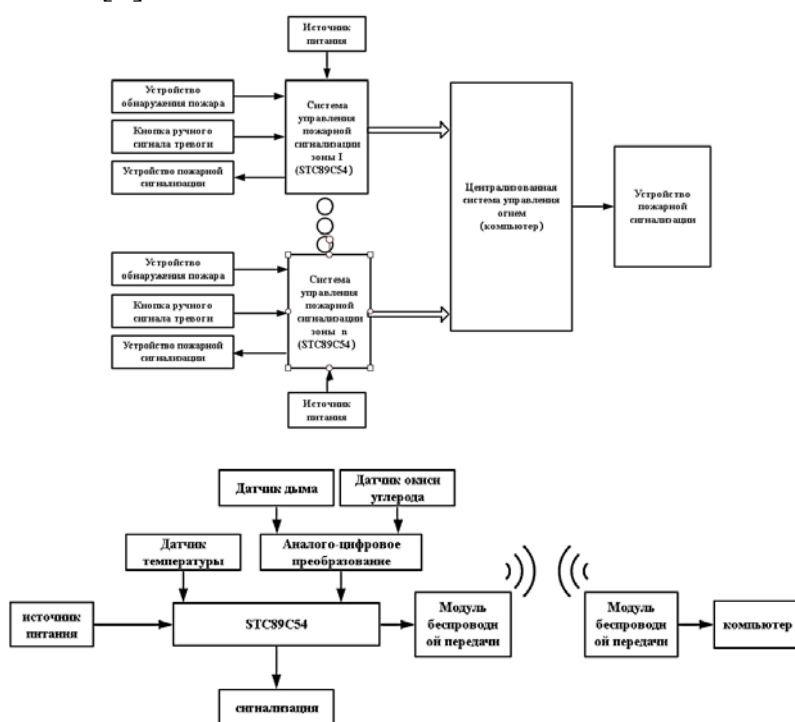 Источник
питания
Устройство
обнаружения пожара
Кнопка ручного
сигнала тревоги
Устройство пожарной
сигнализации
Система
управления
пожарной
сигнализации
зоны I
(STC89C54)
Централизованная
система управления
огнем
(компьютер)
Устройство
пожарной
сигнализации
Устройство
обнаружения пожара
Кнопка ручного
сигнала тревоги
Устройство пожарной
сигнализации
Система
управления
пожарной
сигнализации
зоны n
(STC89C54)
Источник
питания
Датчик дыма
Датчик окиси
углерода
Датчик
температуры
Аналого-цифровое
преобразование
источник
питания
STC89C54
Модуль
беспроводн
ой передачи
Модуль
беспроводн
ой передачи
компьютер
сигнализация